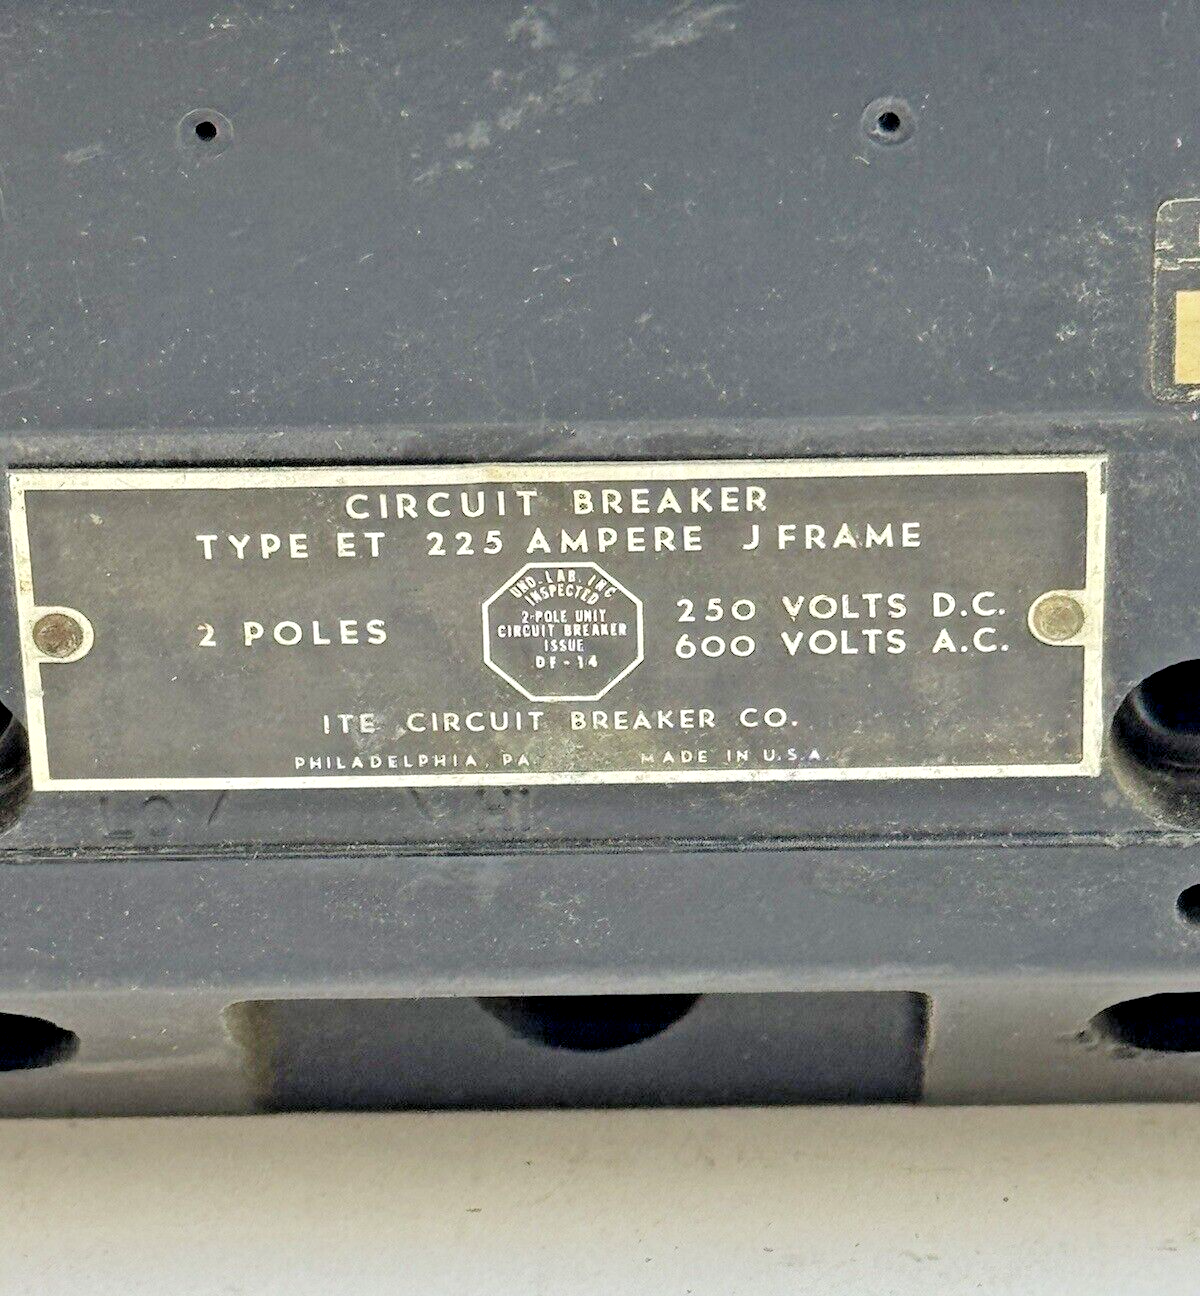 CIRCUIT BREAKER
TYPE ET 225 AMPERE J FRAME
UND. LAB. INC
INSPECTED
2-POLE UNIT
CIRCUIT BREAKER
ISSUE
DF-14
2 POLES
250 VOLTS D.C.
600 VOLTS A.C.
ITE CIRCUIT BREAKER CO.
PHILADELPHIA, PA. MADE IN U.S.A.